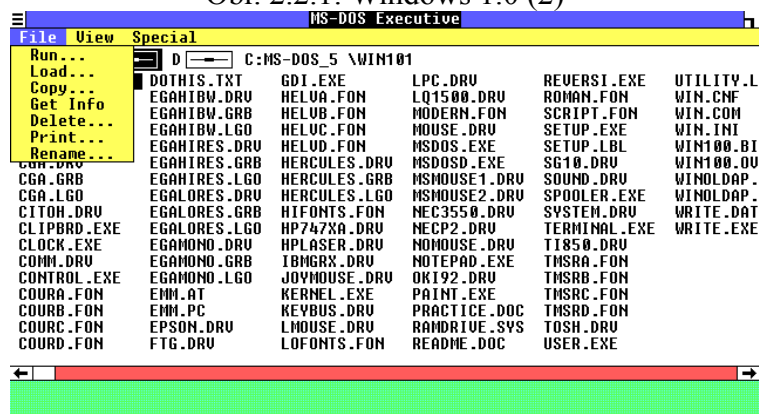 Obr. 2.2.1: Windows 1.0 (2)
MS-DOS Executive
File View Special
Run...
Load...
Copy...
Get Info
Delete...
Print...
Rename...
D C:MS-DOS_5 \WIN101
DOTHIS.TXT GDI.EXE LPC.DRV REVERSI.EXE UTILITY.L
EGAHIBW.DRV HELVA.FON LQ1500.DRV ROMAN.FON WIN.CNF
EGAHIBW.GRB HELVB.FON MODERN.FON SCRIPT.FON WIN.COM
EGAHIBW.LGO HELVC.FON MOUSE.DRV SETUP.EXE WIN.INI
EGAHIRES.DRV HELVD.FON MSDOS.EXE SETUP.LBL WIN100.BI
EGAHIRES.GRB HERCULES.DRV MSDOSD.EXE SG10.DRV WIN100.OV
CGA.GRB EGAHIRES.LGO HERCULES.GRB MSMOUSE1.DRV SOUND.DRV WINOLDAP.
CGA.LGO EGALORES.DRV HERCULES.LGO MSMOUSE2.DRV SPOOLER.EXE WINOLDAP.
CITOH.DRV EGALORES.GRB HIFONTS.FON NEC3550.DRV SYSTEM.DRV WRITE.DAT
CLIPBRD.EXE EGALORES.LGO HP747XA.DRV NECP2.DRV TERMINAL.EXE WRITE.EXE
CLOCK.EXE EGAMONO.DRV HPLASER.DRV NOMOUSE.DRV TI850.DRV
COMM.DRV EGAMONO.GRB IBMGRX.DRV NOTEPAD.EXE TMSRA.FON
CONTROL.EXE EGAMONO.LGO JOYMOUSE.DRV OKI92.DRV TMSRB.FON
COURA.FON EMM.AT KERNEL.EXE PAINT.EXE TMSRC.FON
COURB.FON EMM.PC KEYBUS.DRV PRACTICE.DOC TMSRD.FON
COURC.FON EPSON.DRV LMOUSE.DRV RAMDRIVE.SYS TOSH.DRV
COURD.FON FTG.DRV LOFONTS.FON README.DOC USER.EXE